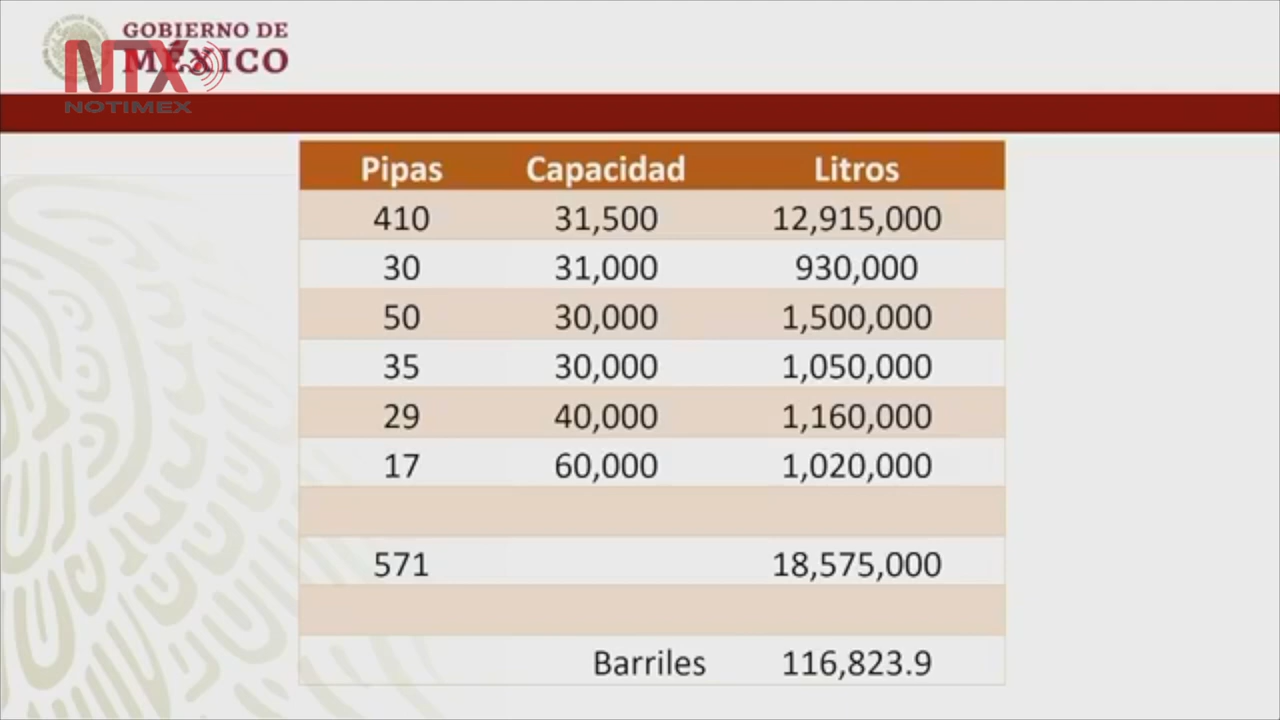 GOBIERNO DE
MÉXICO
NTX
NOTIMEX
Pipas Capacidad Litros
410 31,500 12,915,000
30 31,000 930,000
50 30,000 1,500,000
35 30,000 1,050,000
29 40,000 1,160,000
17 60,000 1,020,000
571 18,575,000
Barriles 116,823.9